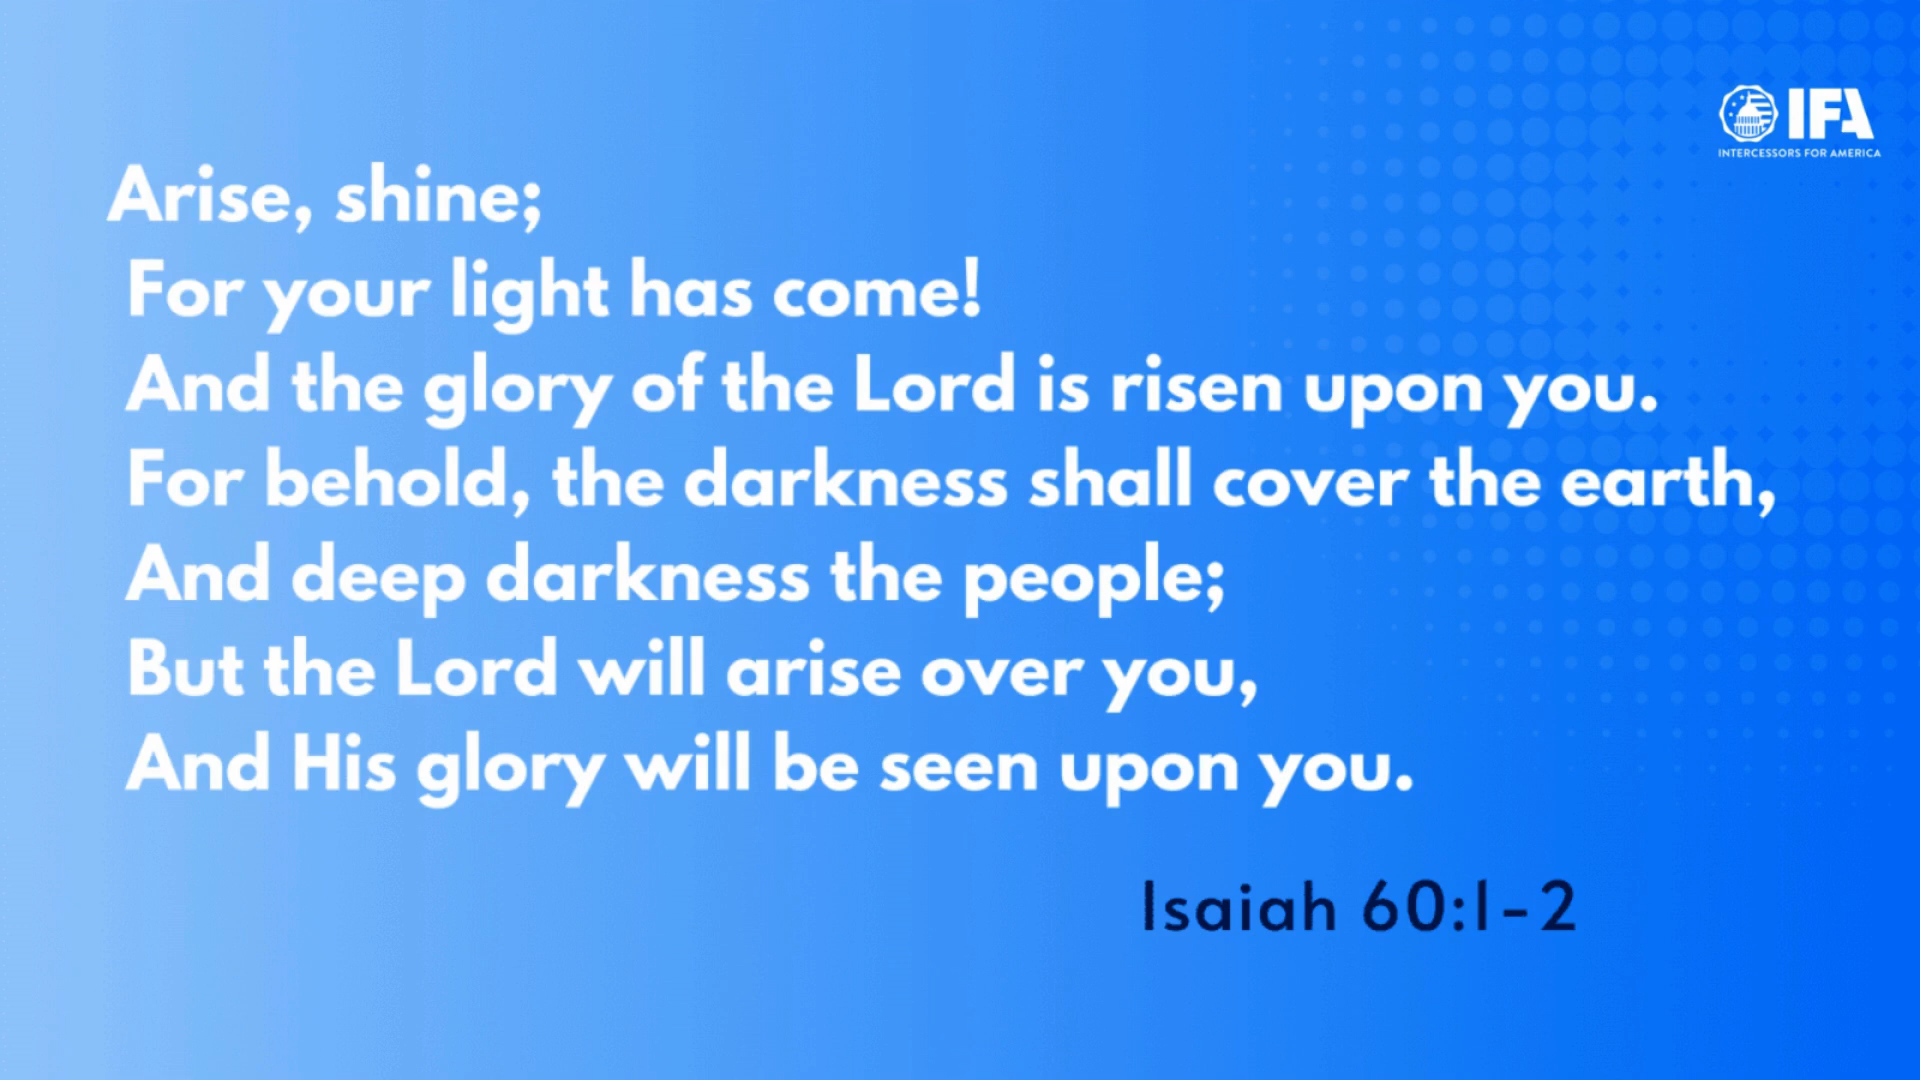 IFA
INTERCESSORS FOR AMERICA
Arise, shine;
For your light has come!
And the glory of the Lord is risen upon you.
For behold, the darkness shall cover the earth,
And deep darkness the people;
But the Lord will arise over you,
And His glory will be seen upon you.
Isaiah 60:1-2